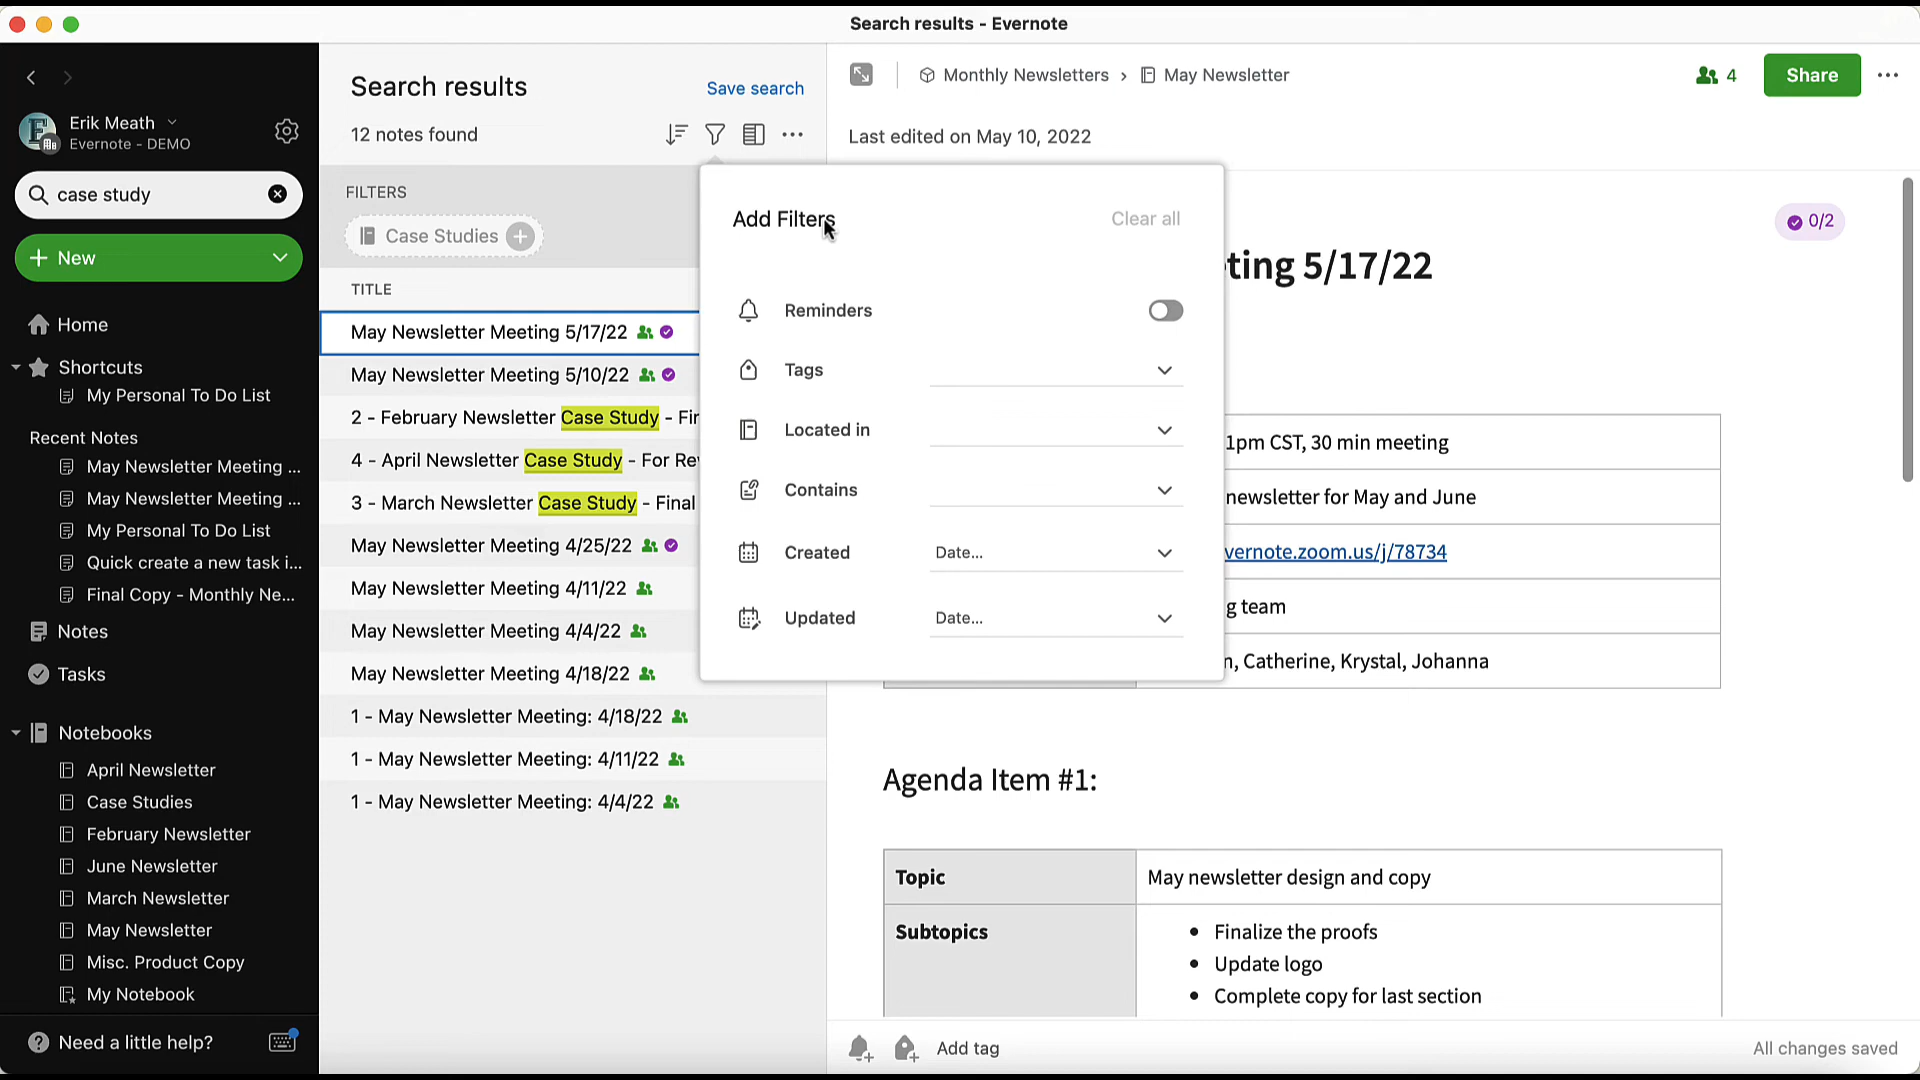 Search results - Evernote
Erik Meath
Evernote - DEMO
case study
New
Home
Shortcuts
My Personal To Do List
Recent Notes
May Newsletter Meeting ...
May Newsletter Meeting ...
My Personal To Do List
Quick create a new task i...
Final Copy - Monthly Ne...
Notes
Tasks
Notebooks
April Newsletter
Case Studies
February Newsletter
June Newsletter
March Newsletter
May Newsletter
Misc. Product Copy
My Notebook
Need a little help?
Search results
Save search
12 notes found
FILTERS
Case Studies
TITLE
May Newsletter Meeting 5/17/22
May Newsletter Meeting 5/10/22
2 - February Newsletter Case Study - Fin
4 - April Newsletter Case Study - For Re
3 - March Newsletter Case Study - Final
May Newsletter Meeting 4/25/22
May Newsletter Meeting 4/11/22
May Newsletter Meeting 4/4/22
May Newsletter Meeting 4/18/22
1 - May Newsletter Meeting: 4/18/22
1 - May Newsletter Meeting: 4/11/22
1 - May Newsletter Meeting: 4/4/22
Add Filters
Clear all
Reminders
Tags
Located in
Contains
Created Date...
Updated Date...
Monthly Newsletters > May Newsletter
4
Share
Last edited on May 10, 2022
0/2
ting 5/17/22
1pm CST, 30 min meeting
newsletter for May and June
vernote.zoom.us/j/78734
g team
, Catherine, Krystal, Johanna
Agenda Item #1:
Topic May newsletter design and copy
Subtopics • Finalize the proofs
• Update logo
• Complete copy for last section
Add tag
All changes saved